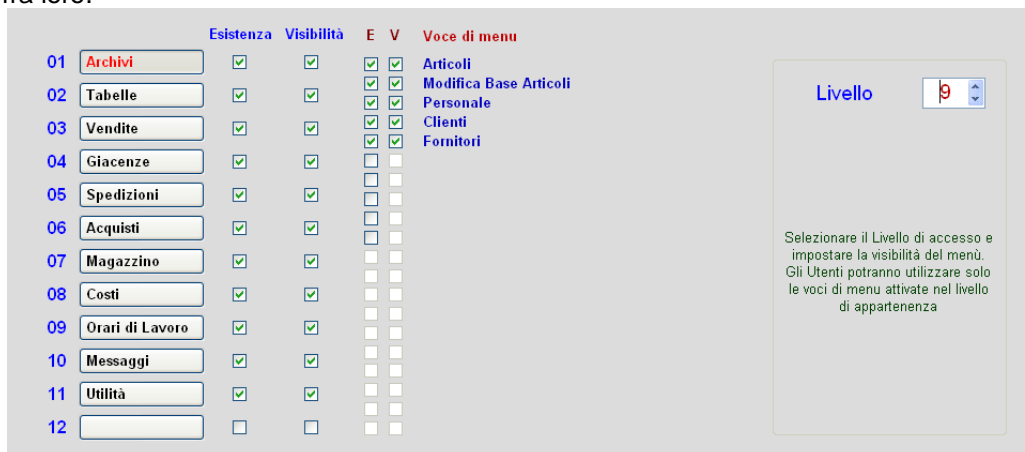 fra loro.
Esistenza Visibilità E V Voce di menu
01 Archivi Articoli
Modifica Base Articoli
02 Tabelle Personale
03 Vendite Clienti
Fornitori
04 Giacenze
05 Spedizioni
06 Acquisti
07 Magazzino
08 Costi
09 Orari di Lavoro
10 Messaggi
11 Utilità
12
Livello 9
Selezionare il Livello di accesso e
impostare la visibilità del menù.
Gli Utenti potranno utilizzare solo
le voci di menu attivate nel livello
di appartenenza